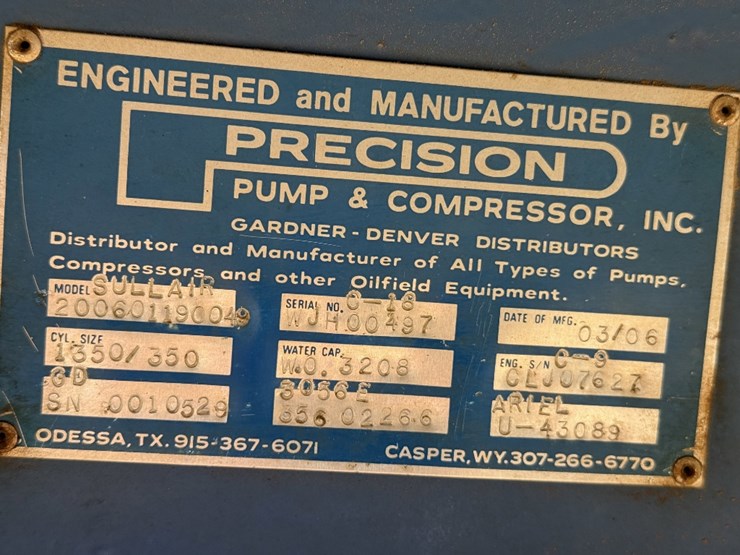 ENGINEERED and MANUFACTURED By
PRECISION
PUMP & COMPRESSOR, INC.
GARDNER-DENVER DISTRIBUTORS
Distributor and Manufacturer of All Types of Pumps,
Compressors and other Oilfield Equipment.
MODEL SULLAIR
200601190049
SERIAL NO. C-18
WJH00497
DATE OF MFG. 03/06
CYL. SIZE
1350/350
WATER CAP.
W.O. 3208
ENG. S/N C-9
CLJ07627
GD
SN 0010529
3056E
856 02266
ARIEL
U-43089
ODESSA, TX. 915-367-6071
CASPER, WY. 307-266-6770